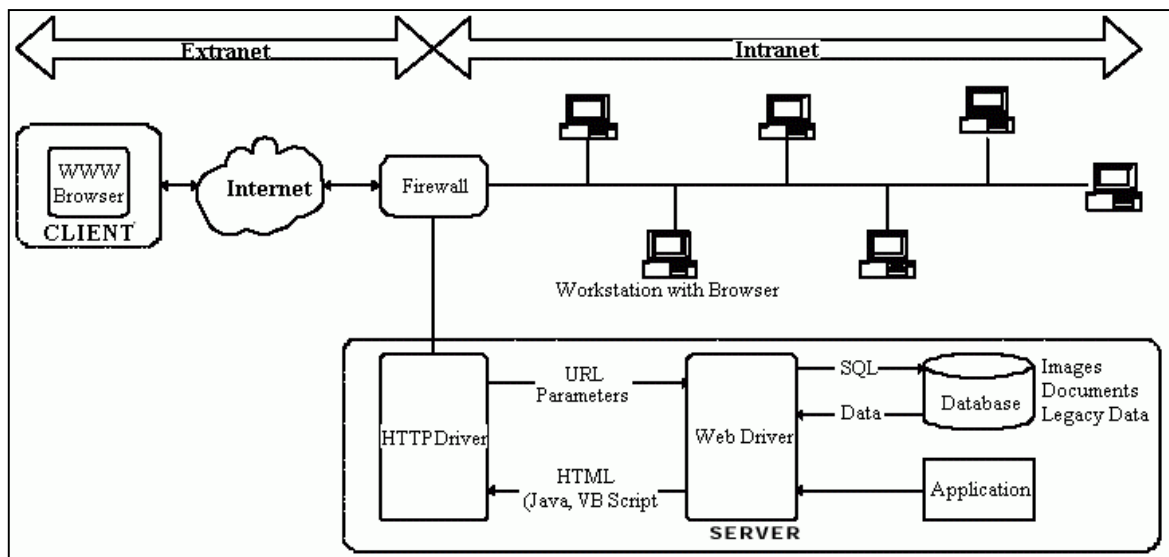 Extranet
Intranet
WWW
Browser
CLIENT
Internet
Firewall
Workstation with Browser
HTTPDriver
URL
Parameters
HTML
(Java, VB Script
Web Driver
SQL
Data
Database
Images
Documents
Legacy Data
Application
SERVER